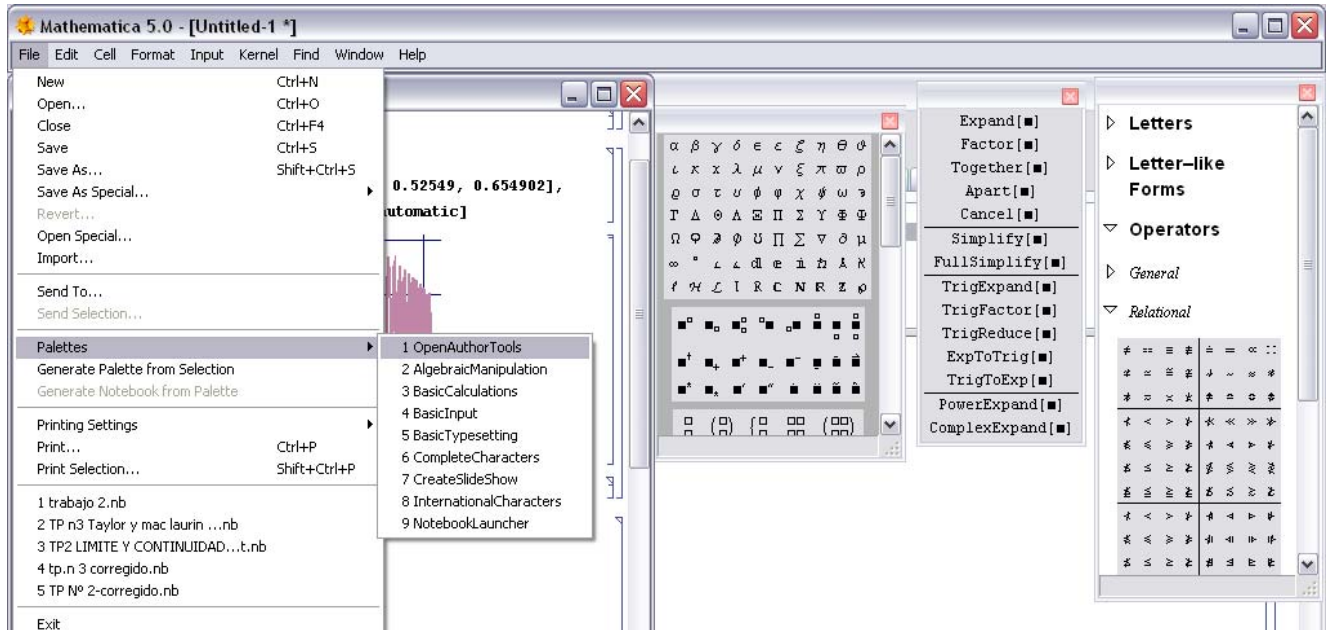 Mathematica 5.0 - [Untitled-1 *]
File Edit Cell Format Input Kernel Find Window Help
New Ctrl+N
Open... Ctrl+O
Close Ctrl+F4
Save Ctrl+S
Save As... Shift+Ctrl+S
Save As Special...
Revert...
Open Special...
Import...
Send To...
Send Selection...
Palettes
Generate Palette from Selection
Generate Notebook from Palette
Printing Settings
Print... Ctrl+P
Print Selection... Shift+Ctrl+P
1 trabajo 2.nb
2 TP n3 Taylor y mac laurin ...nb
3 TP2 LIMITE Y CONTINUIDAD...t.nb
4 tp.n 3 corregido.nb
5 TP Nº 2-corregido.nb
Exit
1 OpenAuthorTools
2 AlgebraicManipulation
3 BasicCalculations
4 BasicInput
5 BasicTypesetting
6 CompleteCharacters
7 CreateSlideShow
8 InternationalCharacters
9 NotebookLauncher
0.52549, 0.654902],
utomatic]
α β γ δ ϵ ε ζ η θ ϑ
ι κ ϰ λ μ ν ξ π ϖ ρ
ϱ σ τ υ ϕ φ χ ψ ω
Γ Δ Θ Λ Ξ Π Σ Υ Φ Ψ
Expand[■]
Factor[■]
Together[■]
Apart[■]
Cancel[■]
Simplify[■]
FullSimplify[■]
TrigExpand[■]
TrigFactor[■]
TrigReduce[■]
ExpToTrig[■]
TrigToExp[■]
PowerExpand[■]
ComplexExpand[■]
Letters
Letter–like
Forms
Operators
General
Relational